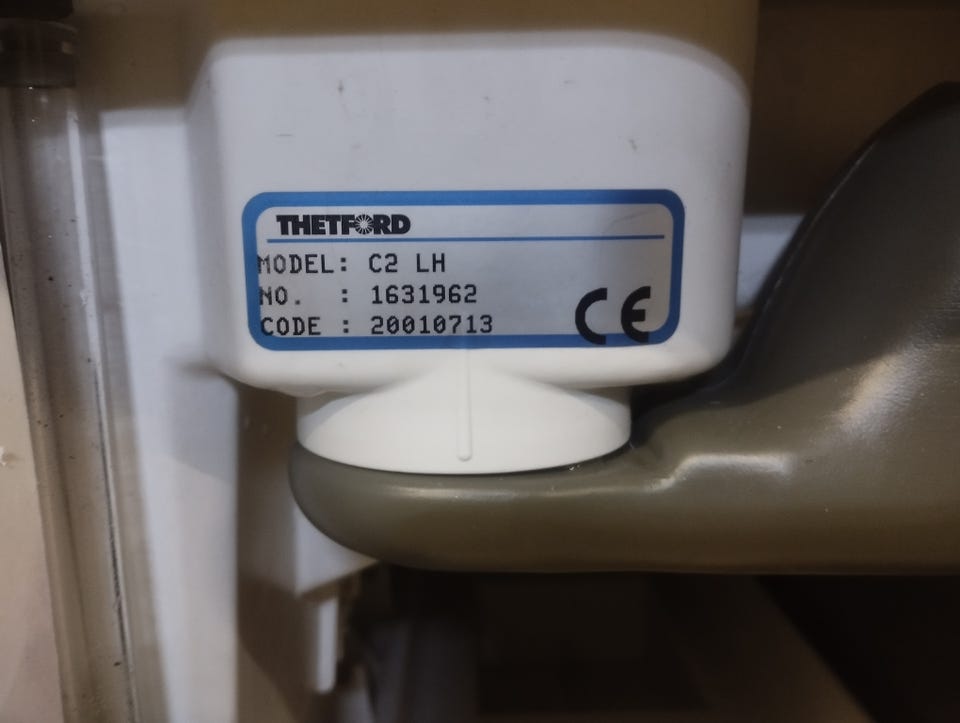 THETFORD
MODEL: C2 LH
NO. : 1631962
CODE : 20010713
CE